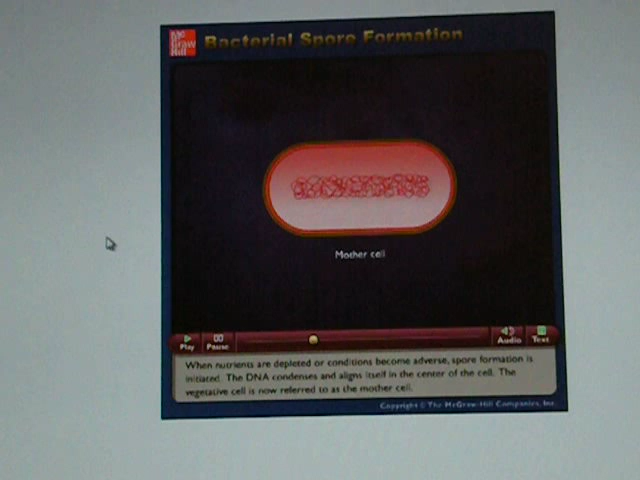 Mc
Graw
Hill
Bacterial Spore Formation
Mother cell
Play
Pause
Audio
Text
When nutrients are depleted or conditions become adverse, spore formation is
initiated. The DNA condenses and aligns itself in the center of the cell. The
vegetative cell is now referred to as the mother cell.
Copyright © The McGraw-Hill Companies, Inc.